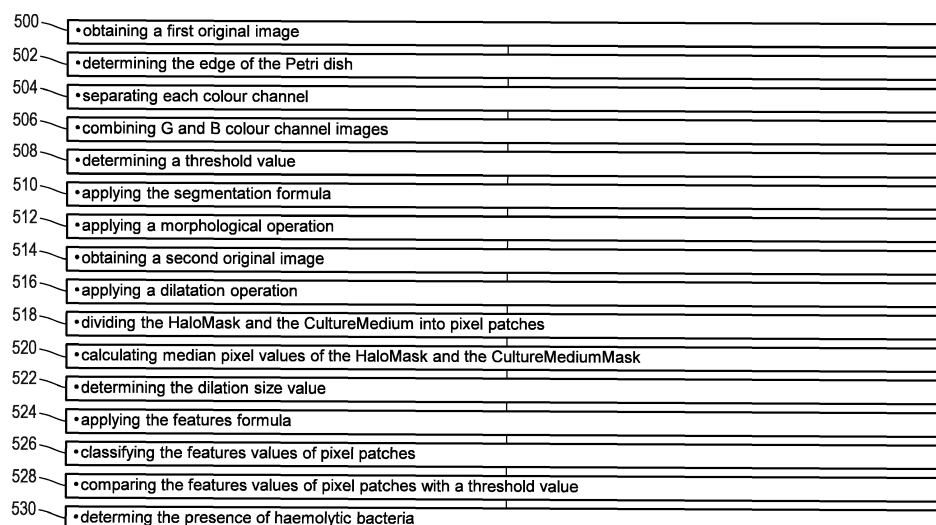 500 •obtaining a first original image
502 •determining the edge of the Petri dish
504 •separating each colour channel
506 •combining G and B colour channel images
508 •determining a threshold value
510 •applying the segmentation formula
512 •applying a morphological operation
514 •obtaining a second original image
516 •applying a dilatation operation
518 •dividing the HaloMask and the CultureMedium into pixel patches
520 •calculating median pixel values of the HaloMask and the CultureMediumMask
522 •determining the dilation size value
524 •applying the features formula
526 •classifying the features values of pixel patches
528 •comparing the features values of pixel patches with a threshold value
530 •determing the presence of haemolytic bacteria